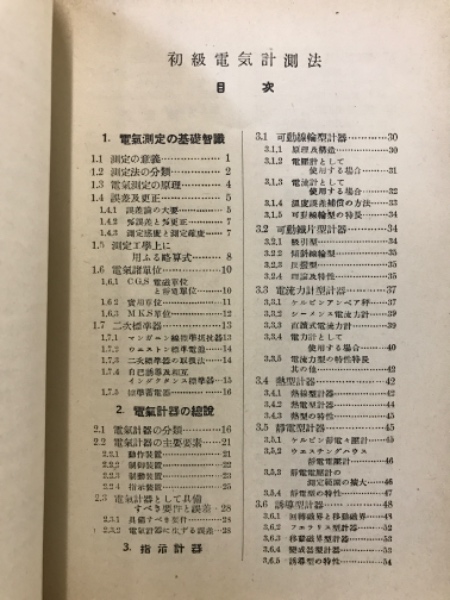 初級電気計測法
目 次
1. 電氣測定の基礎智識
1.1 測定の意義……………1
1.2 測定法の分類…………2
1.3 電氣測定の原理………4
1.4 誤差及更正……………5
1.4.1 誤差論の大要………5
1.4.2 誤差と更正…………7
1.4.3 測定感度と測定確度……7
1.5 測定工學上に
用ふる略算式……8
1.6 電氣諸單位……………10
1.6.1 C.G.S 電磁單位
と靜電單位……10
1.6.2 實用單位……………11
1.6.3 M.K.S 單位…………12
1.7 二次標準器……………13
1.7.1 マンガニン線標準抵抗器13
1.7.2 ウエストン標準電池……14
1.7.3 二次標準器の取扱法……14
1.7.4 自己誘導及相互
インダクタンス標準器…15
1.7.5 標準蓄電器…………16
2. 電氣計器の總說
2.1 電氣計器の分類………16
2.2 電氣計器の主要要素……21
2.2.1 動作裝置……………21
2.2.2 制御裝置……………22
2.2.3 制動裝置……………23
2.2.4 指示裝置……………25
2.3 電氣計器として具備
すべき要件と誤差…28
2.3.1 具備すべき要件………28
2.3.2 電氣計器に生ずる誤差…28
3. 指示計器
3.1 可動線輪型計器…………30
3.1.1 原理及構造……………30
3.1.2 電壓計として
使用する場合……31
3.1.3 電流計として
使用する場合……32
3.1.4 溫度誤差補償の方法……33
3.1.5 可動線輪型の特長………34
3.2 可動鐵片型計器…………34
3.2.1 吸引型…………………34
3.2.2 傾斜線輪型……………35
3.2.3 反撥型…………………35
3.2.4 理論及特性……………35
3.3 電流力計型計器…………37
3.3.1 ケルビンアンペア秤……37
3.3.2 シーメンス電流力計……39
3.3.3 直讀式電流力計…………39
3.3.4 電力計として
使用する場合……40
3.3.5 電流力型の特性特長
其の他……42
3.4 熱型計器………………42
3.4.1 熱線型計器……………42
3.4.2 熱電型計器……………44
3.4.3 熱型の特性……………45
3.5 靜電型計器……………45
3.5.1 ケルビン靜電々壓計……45
3.5.2 ウエスチングハウス
靜電電壓計……46
3.5.3 靜電電壓計の
測定範圍の擴大……46
3.5.4 靜電型の特性……………47
3.6 誘導型計器……………48
3.6.1 回轉磁界と移動磁界……48
3.6.2 フエラリス型計器………52
3.6.3 移動磁界型計器…………53
3.6.4 變成器型計器……………54
3.6.5 誘導型の特性……………54